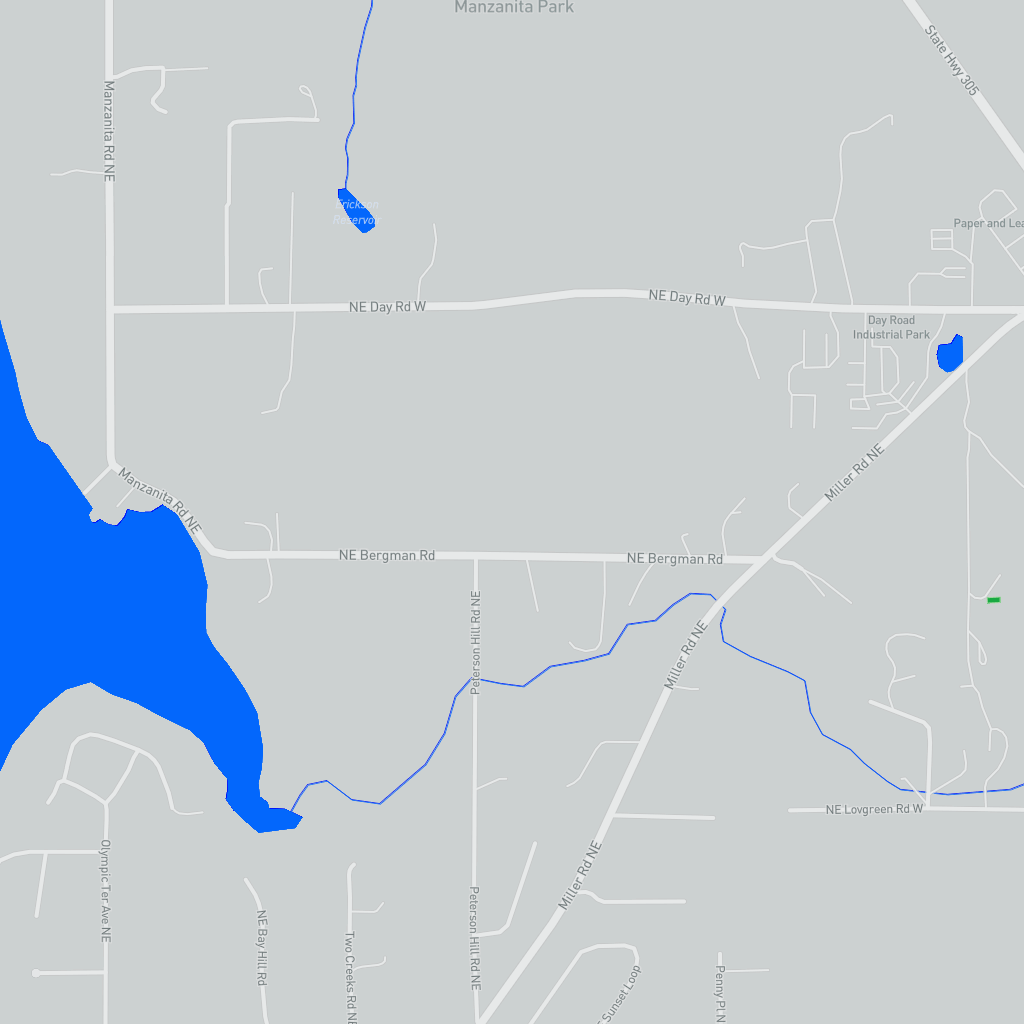 Manzanita Park
State Hwy 305
Manzanita Rd NE
Erickson
Reservoir
Paper and Lea
NE Day Rd W
NE Day Rd W
Day Road
Industrial Park
Miller Rd NE
Manzanita Rd NE
NE Bergman Rd
NE Bergman Rd
Peterson Hill Rd NE
Miller Rd NE
NE Lovgreen Rd W
Miller Rd NE
Olympic Ter Ave NE
NE Bay Hill Rd
Two Creeks Rd NE
Peterson Hill Rd NE
Sunset Loop
Penny PLN